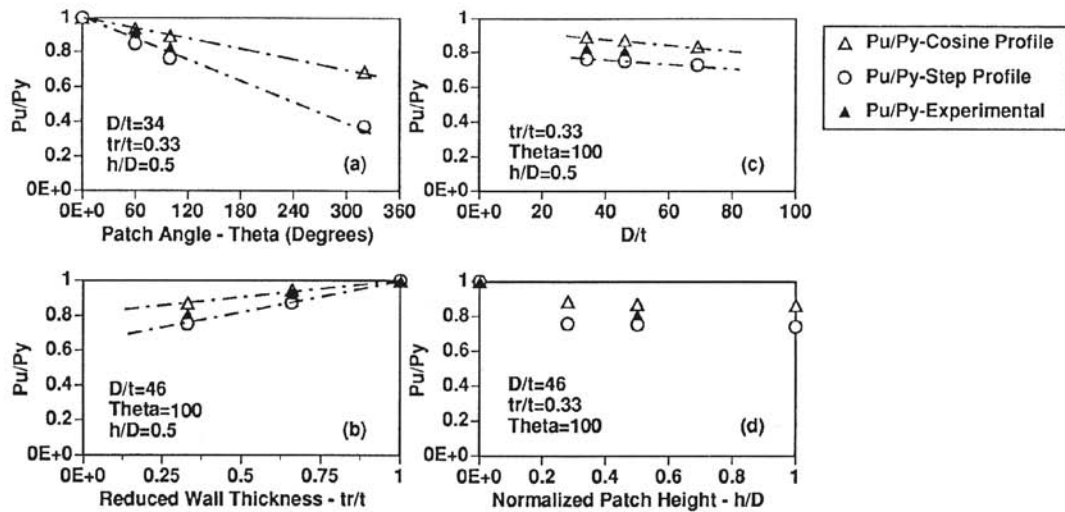 1
0.8
0.6
0.4
0.2
0E+0
Pu/Py
D/t=34
tr/t=0.33
h/D=0.5
(a)
0E+0 60 120 180 240 300 360
Patch Angle - Theta (Degrees)
1
0.8
0.6
0.4
0.2
0E+0
Pu/Py
tr/t=0.33
Theta=100
h/D=0.5
(c)
0E+0 20 40 60 80 100
D/t
Pu/Py-Cosine Profile
Pu/Py-Step Profile
Pu/Py-Experimental
1
0.8
0.6
0.4
0.2
0E+0
Pu/Py
D/t=46
Theta=100
h/D=0.5
(b)
0E+0 0.25 0.5 0.75 1
Reduced Wall Thickness - tr/t
1
0.8
0.6
0.4
0.2
0E+0
Pu/Py
D/t=46
tr/t=0.33
Theta=100
(d)
0E+0 0.2 0.4 0.6 0.8 1
Normalized Patch Height - h/D